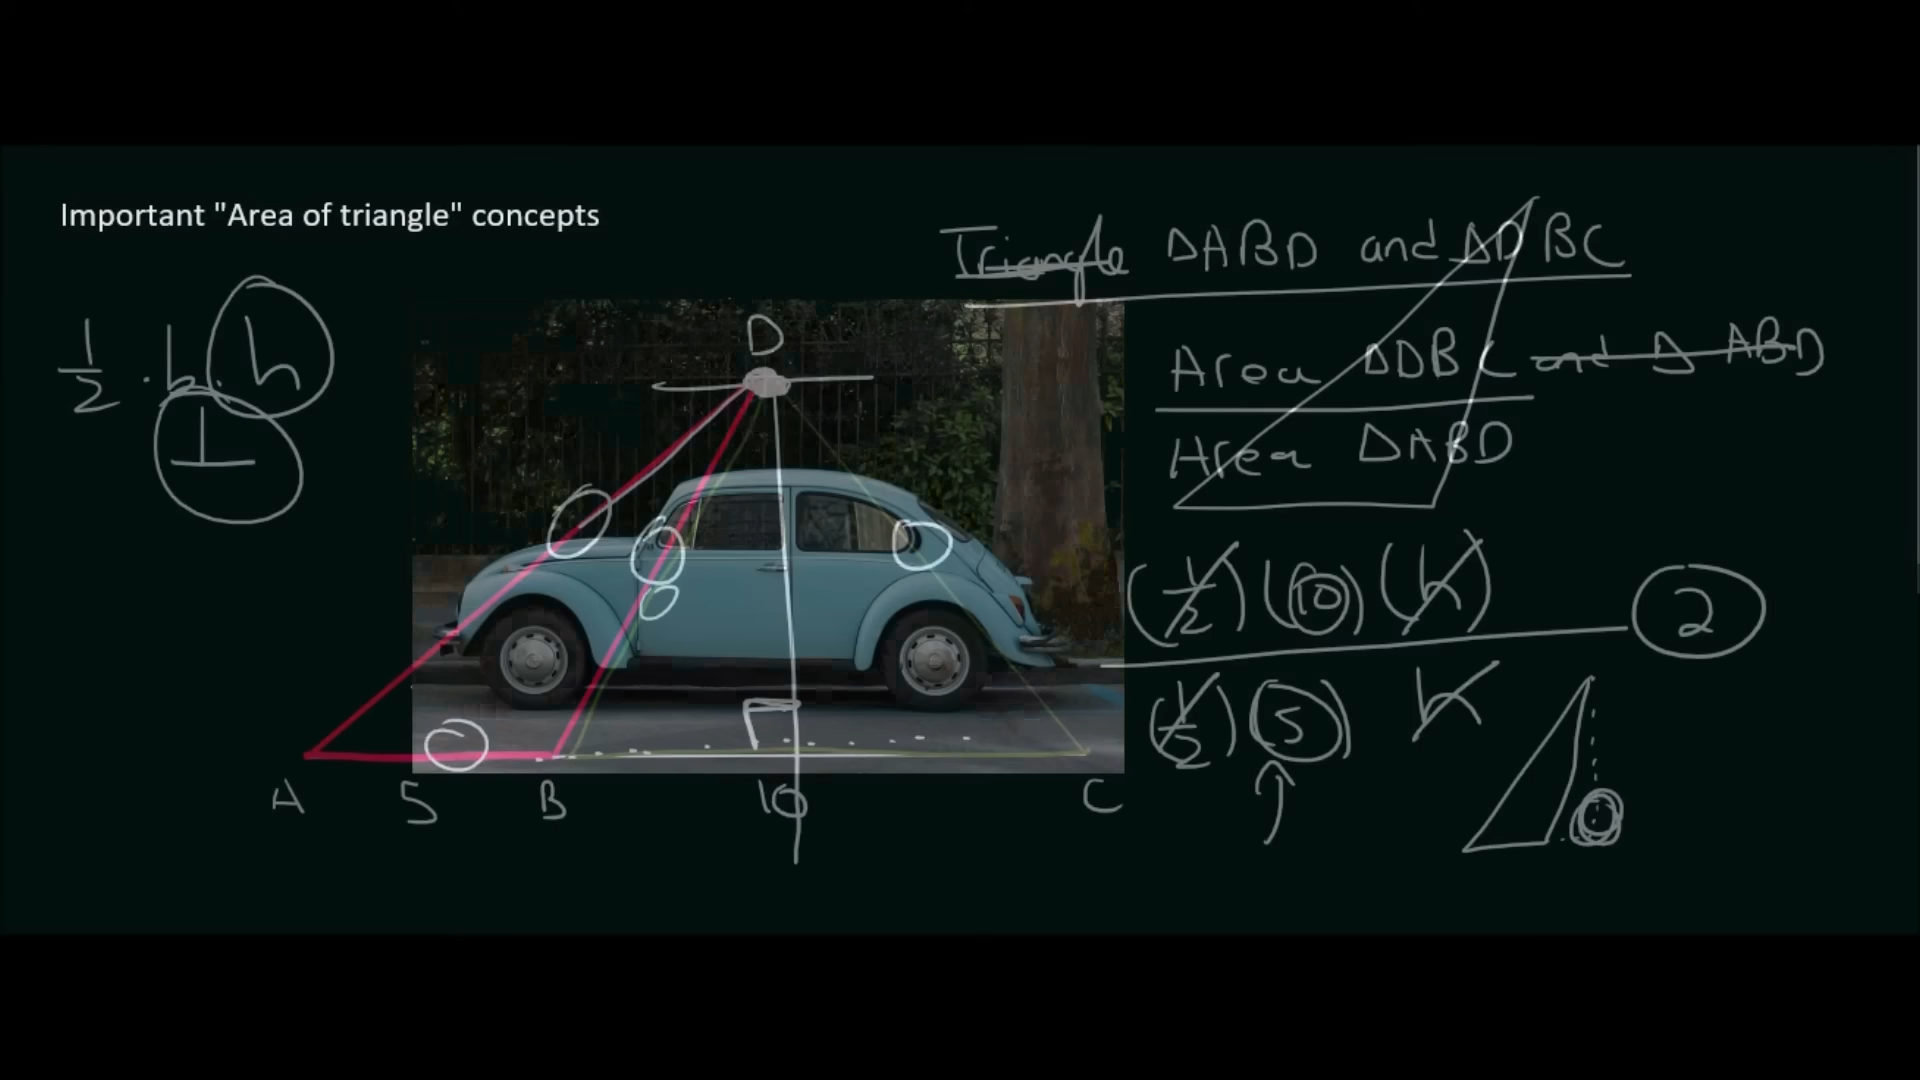 Important "Area of triangle" concepts
Triangle ΔABD and ΔDBC
1/2 · b · h
⊥
D
Area ΔDBC and Δ ABD
Area ΔABD
(1/2) (10) (h)
2
(1/2) (5) h
A 5 B 10 C